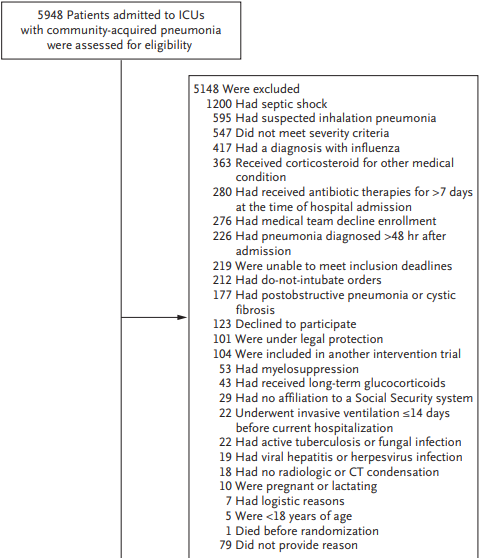 5948 Patients admitted to ICUs
with community-acquired pneumonia
were assessed for eligibility
5148 Were excluded
1200 Had septic shock
595 Had suspected inhalation pneumonia
547 Did not meet severity criteria
417 Had a diagnosis with influenza
363 Received corticosteroid for other medical
condition
280 Had received antibiotic therapies for >7 days
at the time of hospital admission
276 Had medical team decline enrollment
226 Had pneumonia diagnosed >48 hr after
admission
219 Were unable to meet inclusion deadlines
212 Had do-not-intubate orders
177 Had postobstructive pneumonia or cystic
fibrosis
123 Declined to participate
101 Were under legal protection
104 Were included in another intervention trial
53 Had myelosuppression
43 Had received long-term glucocorticoids
29 Had no affiliation to a Social Security system
22 Underwent invasive ventilation ≤14 days
before current hospitalization
22 Had active tuberculosis or fungal infection
19 Had viral hepatitis or herpesvirus infection
18 Had no radiologic or CT condensation
10 Were pregnant or lactating
7 Had logistic reasons
5 Were <18 years of age
1 Died before randomization
79 Did not provide reason